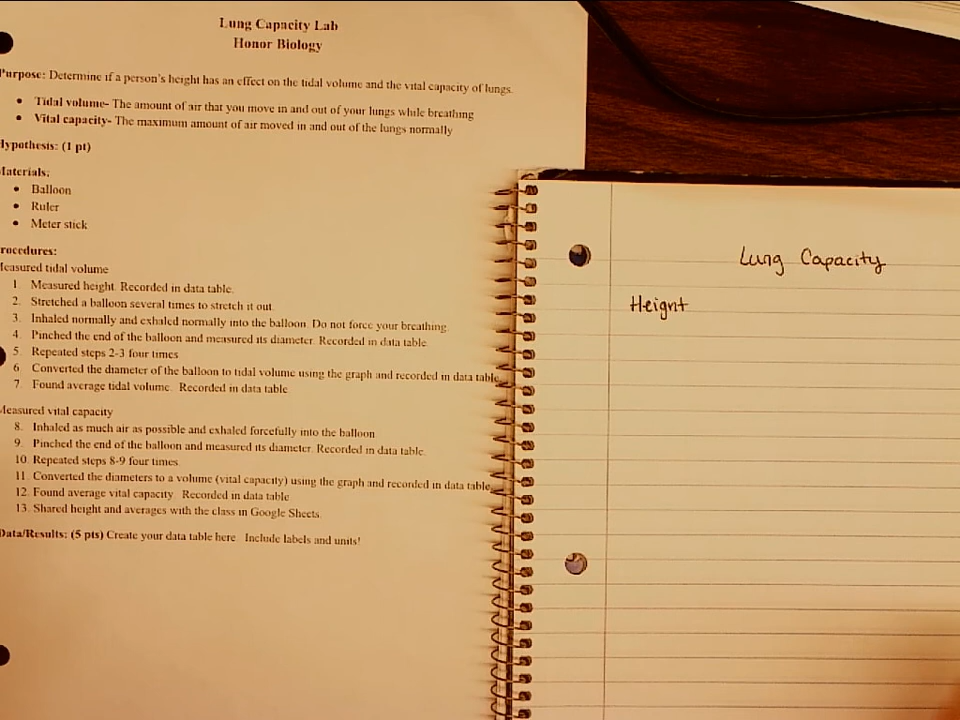 Lung Capacity Lab
Honor Biology
Purpose: Determine if a person's height has an effect on the tidal volume and the vital capacity of lungs.
• Tidal volume- The amount of air that you move in and out of your lungs while breathing
• Vital capacity- The maximum amount of air moved in and out of the lungs normally
Hypothesis: (1 pt)
Materials:
• Balloon
• Ruler
• Meter stick
Procedures:
Measured tidal volume
1. Measured height. Recorded in data table.
2. Stretched a balloon several times to stretch it out.
3. Inhaled normally and exhaled normally into the balloon. Do not force your breathing.
4. Pinched the end of the balloon and measured its diameter. Recorded in data table.
5. Repeated steps 2-3 four times
6. Converted the diameter of the balloon to tidal volume using the graph and recorded in data table.
7. Found average tidal volume. Recorded in data table
Measured vital capacity
8. Inhaled as much air as possible and exhaled forcefully into the balloon
9. Pinched the end of the balloon and measured its diameter. Recorded in data table.
10. Repeated steps 8-9 four times
11. Converted the diameters to a volume (vital capacity) using the graph and recorded in data table.
12. Found average vital capacity. Recorded in data table
13. Shared height and averages with the class in Google Sheets.
Data/Results: (5 pts) Create your data table here. Include labels and units!
Lung Capacity
Height